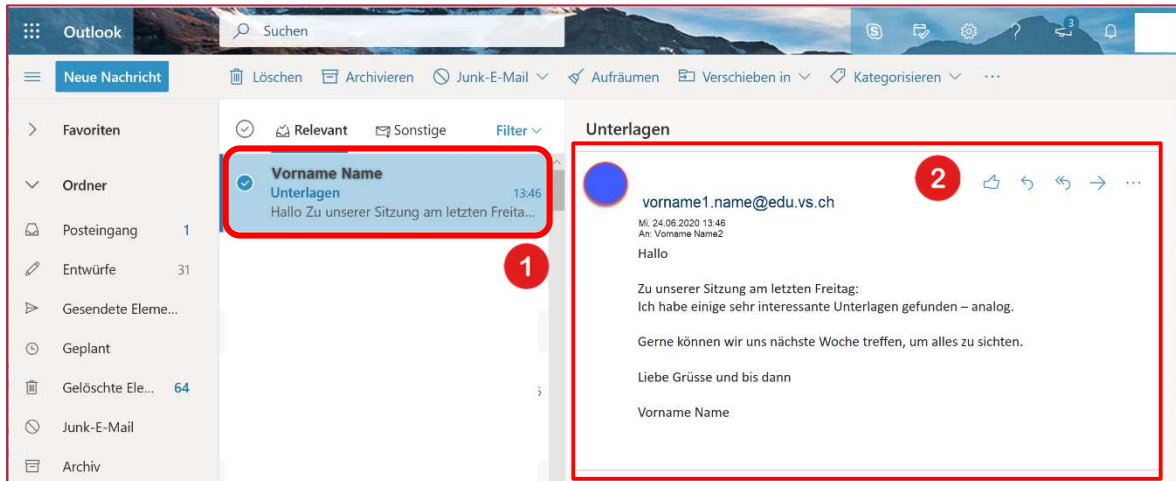 Outlook
Suchen
3
Neue Nachricht
Löschen
Archivieren
Junk-E-Mail
Aufräumen
Verschieben in
Kategorisieren
Favoriten
Ordner
Posteingang 1
Entwürfe 31
Gesendete Eleme...
Geplant
Gelöschte Ele... 64
Junk-E-Mail
Archiv
Relevant
Sonstige
Filter
Vorname Name
Unterlagen 13:46
Hallo Zu unserer Sitzung am letzten Freita...
1
Unterlagen
2
vorname1.name@edu.vs.ch
Mi, 24.06.2020 13:46
An: Vorname Name2
Hallo
Zu unserer Sitzung am letzten Freitag:
Ich habe einige sehr interessante Unterlagen gefunden – analog.
Gerne können wir uns nächste Woche treffen, um alles zu sichten.
Liebe Grüsse und bis dann
Vorname Name